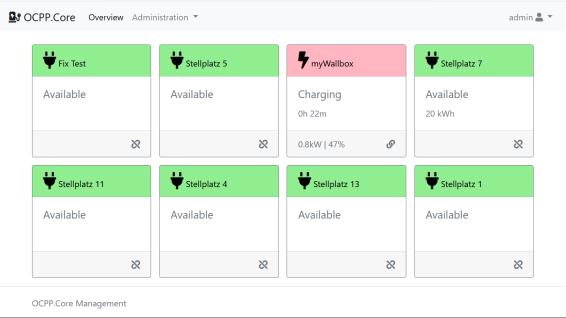 OCPP.Core Overview Administration admin
Fix Test Stellplatz 5 myWallbox Stellplatz 7
Available Available Charging Available
0h 22m 20 kWh
0.8kW | 47%
Stellplatz 11 Stellplatz 4 Stellplatz 13 Stellplatz 1
Available Available Available Available
OCPP.Core Management